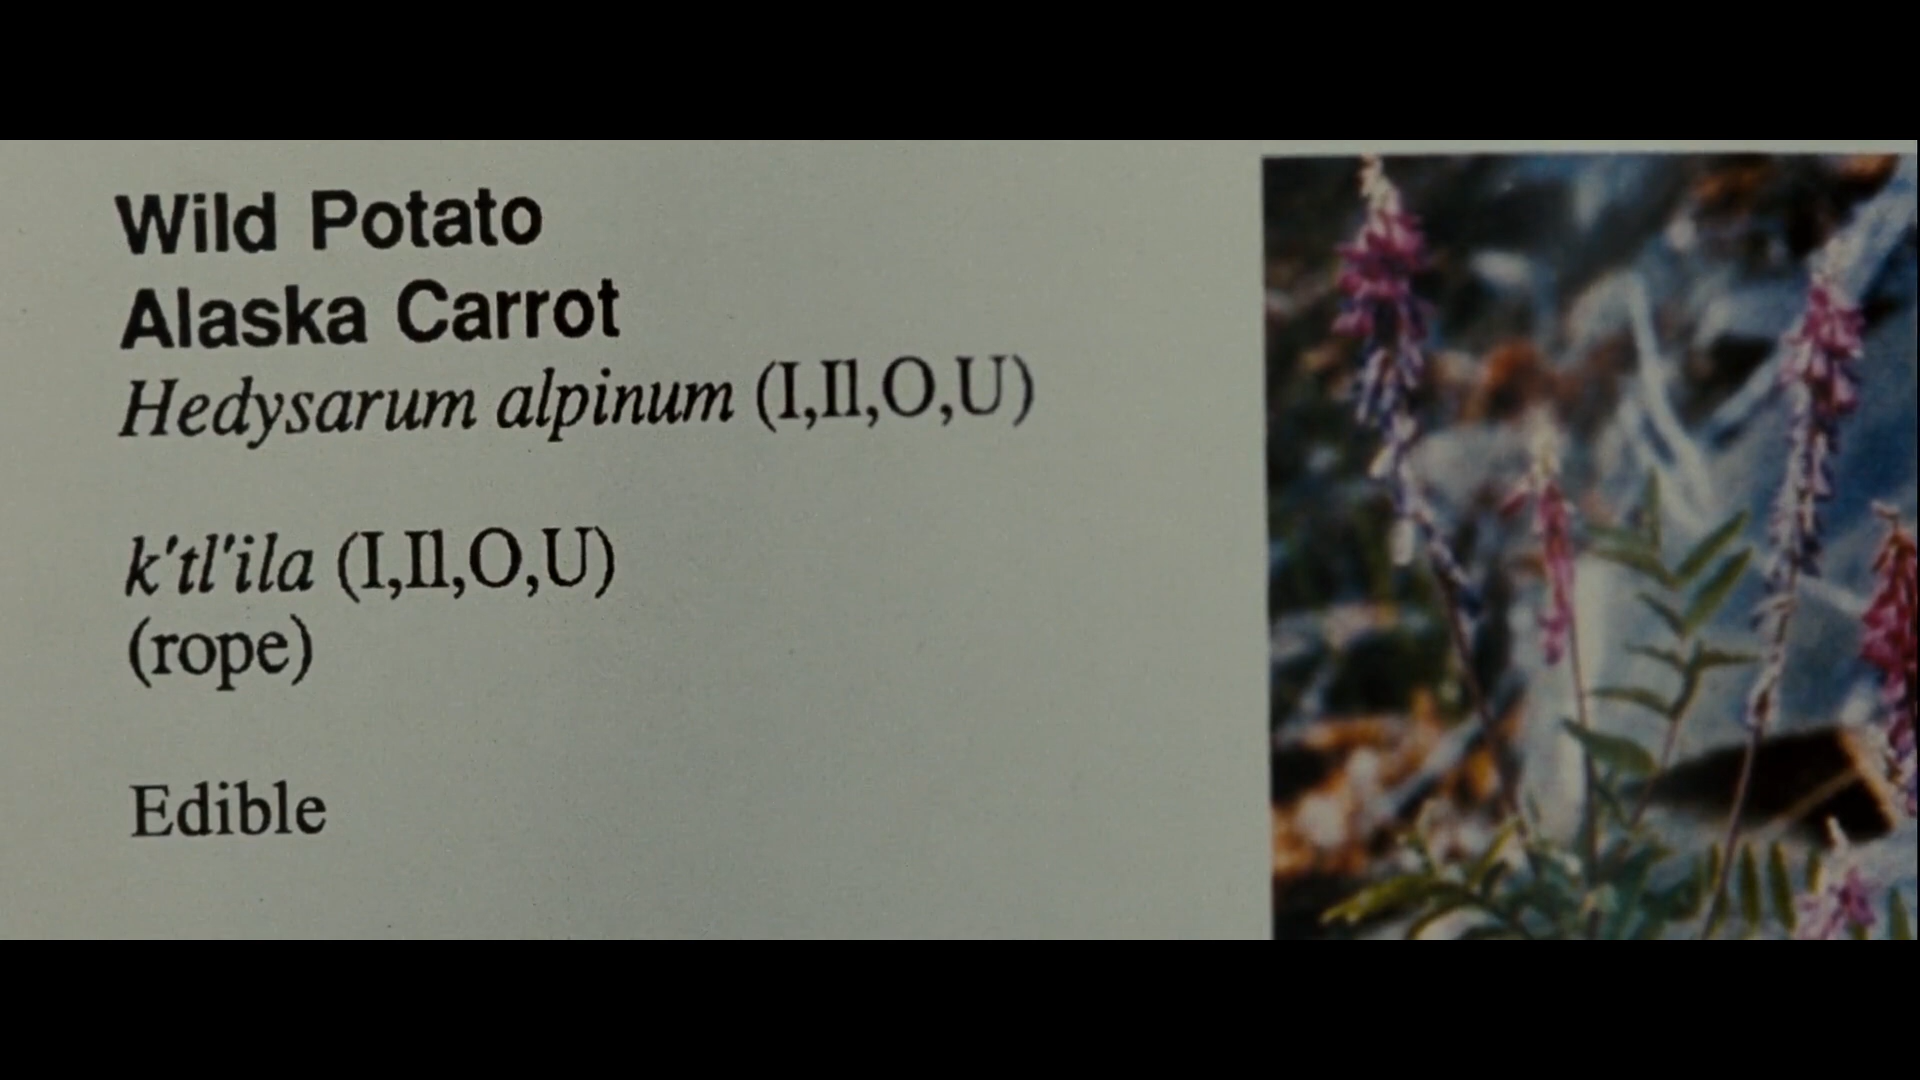 Wild Potato
Alaska Carrot
Hedysarum alpinum (I,Il,O,U)
k'tl'ila (I,Il,O,U)
(rope)
Edible